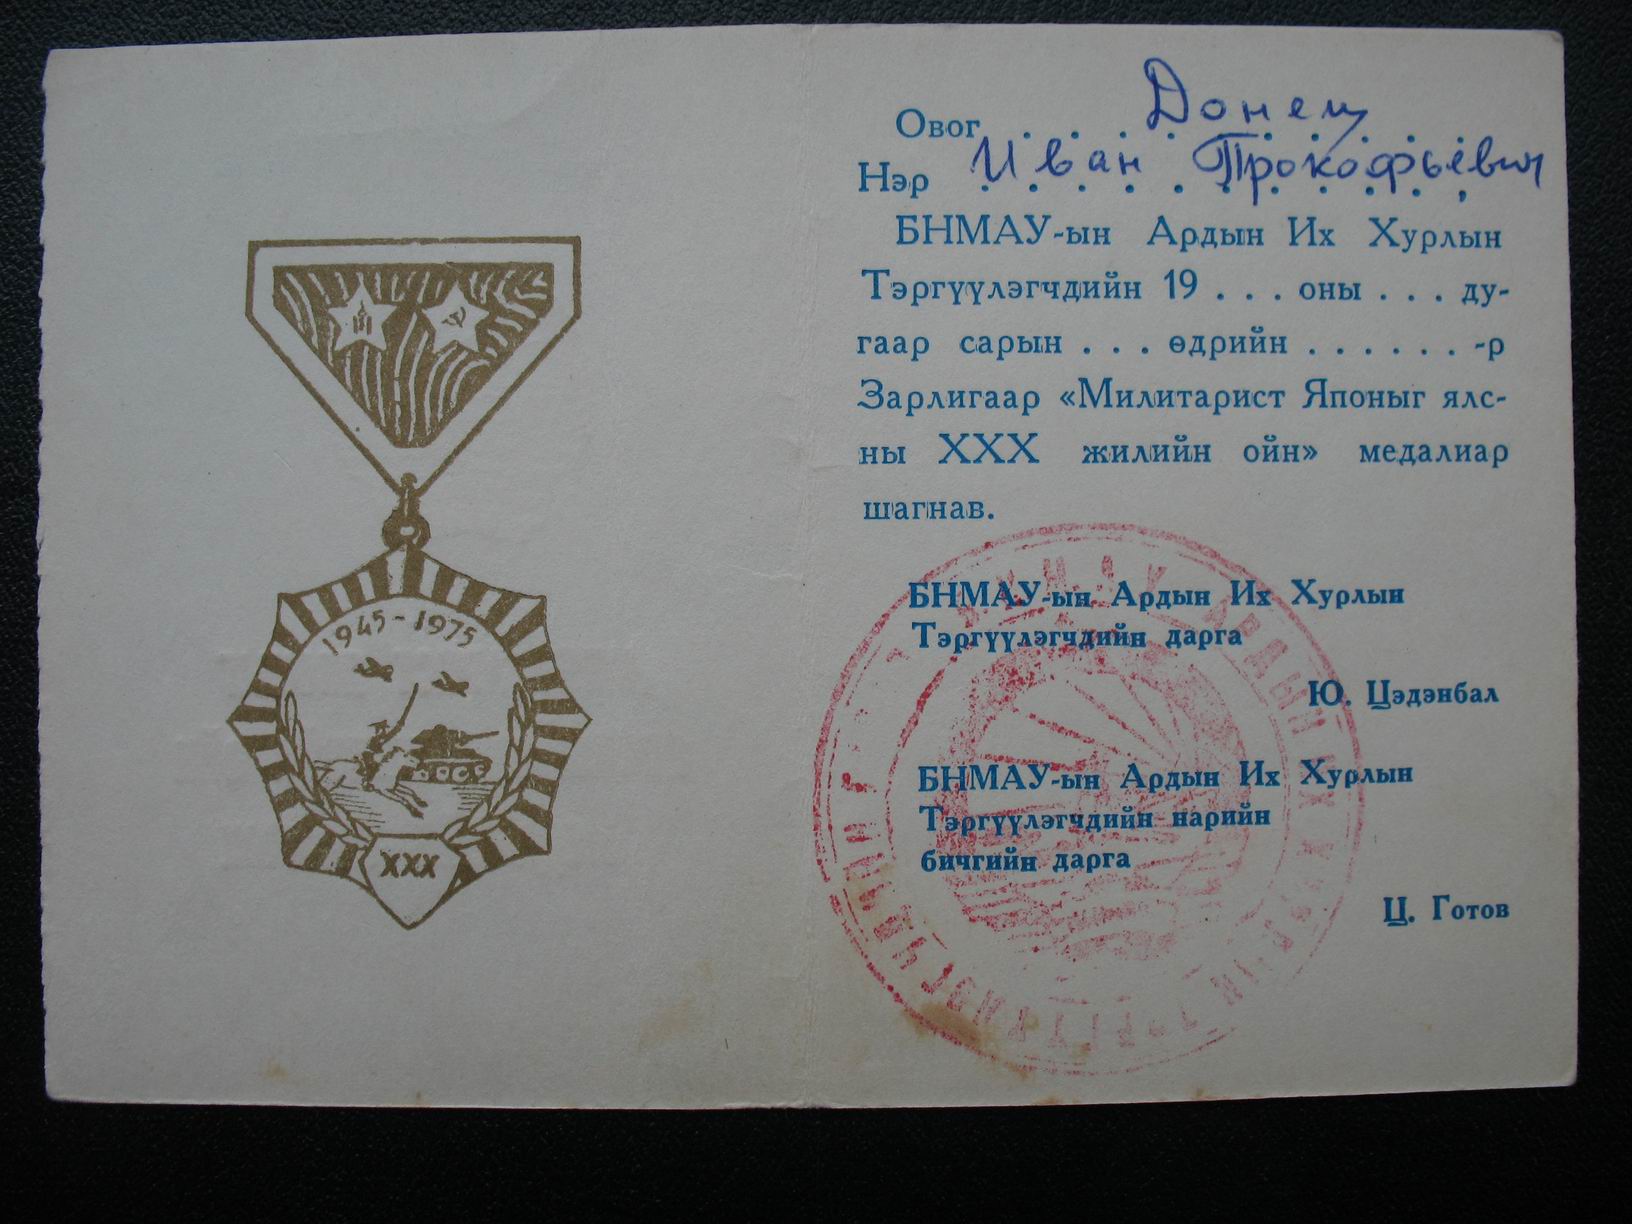 1945-1975
XXX
Овог Донец
Нэр Иван Прокофьевич
БНМАУ-ын Ардын Их Хурлын
Тэргүүлэгчдийн 19 . . . оны . . . ду-
гаар сарын . . . өдрийн . . . . . . -р
Зарлигаар «Милитарист Японыг ялс-
ны XXX жилийн ойн» медалиар
шагнав.
БНМАУ-ын Ардын Их Хурлын
Тэргүүлэгчдийн дарга
Ю. Цэдэнбал
БНМАУ-ын Ардын Их Хурлын
Тэргүүлэгчдийн нарийн
бичгийн дарга
Ц. Готов